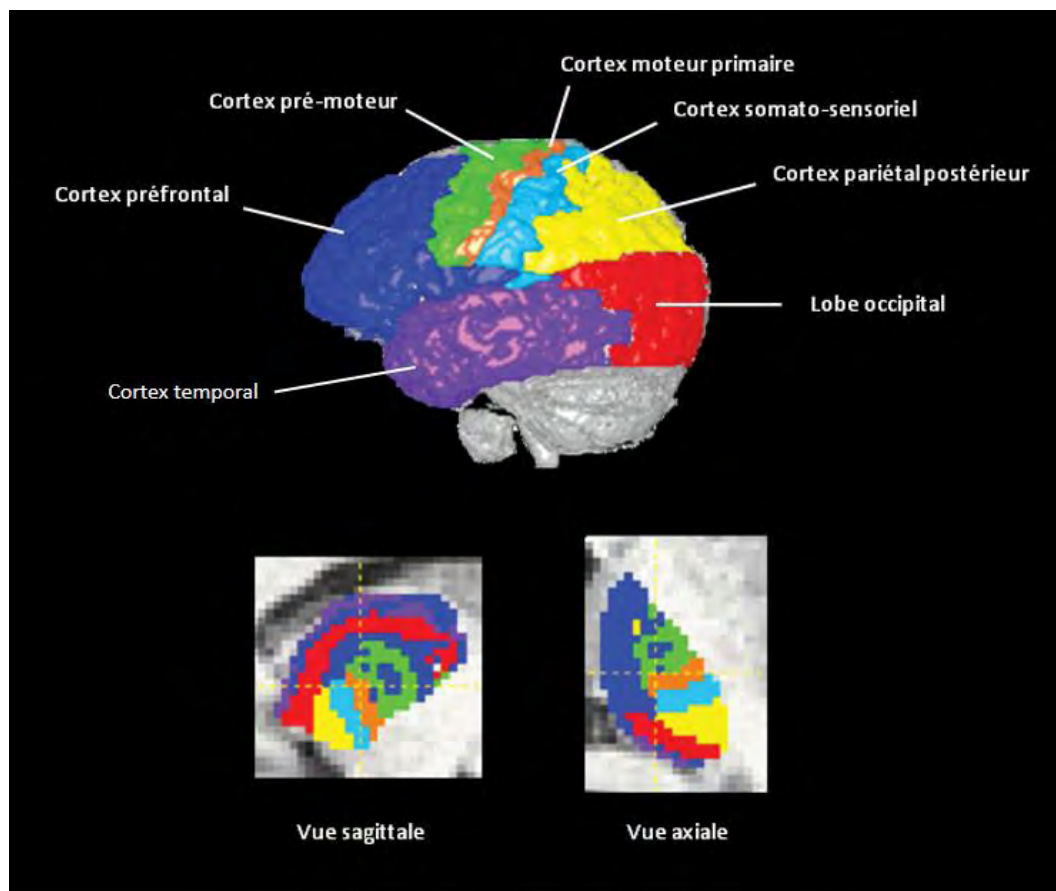 Cortex moteur primaire
Cortex pré-moteur
Cortex somato-sensoriel
Cortex pariétal postérieur
Cortex préfrontal
Lobe occipital
Cortex temporal
Vue sagittale
Vue axiale